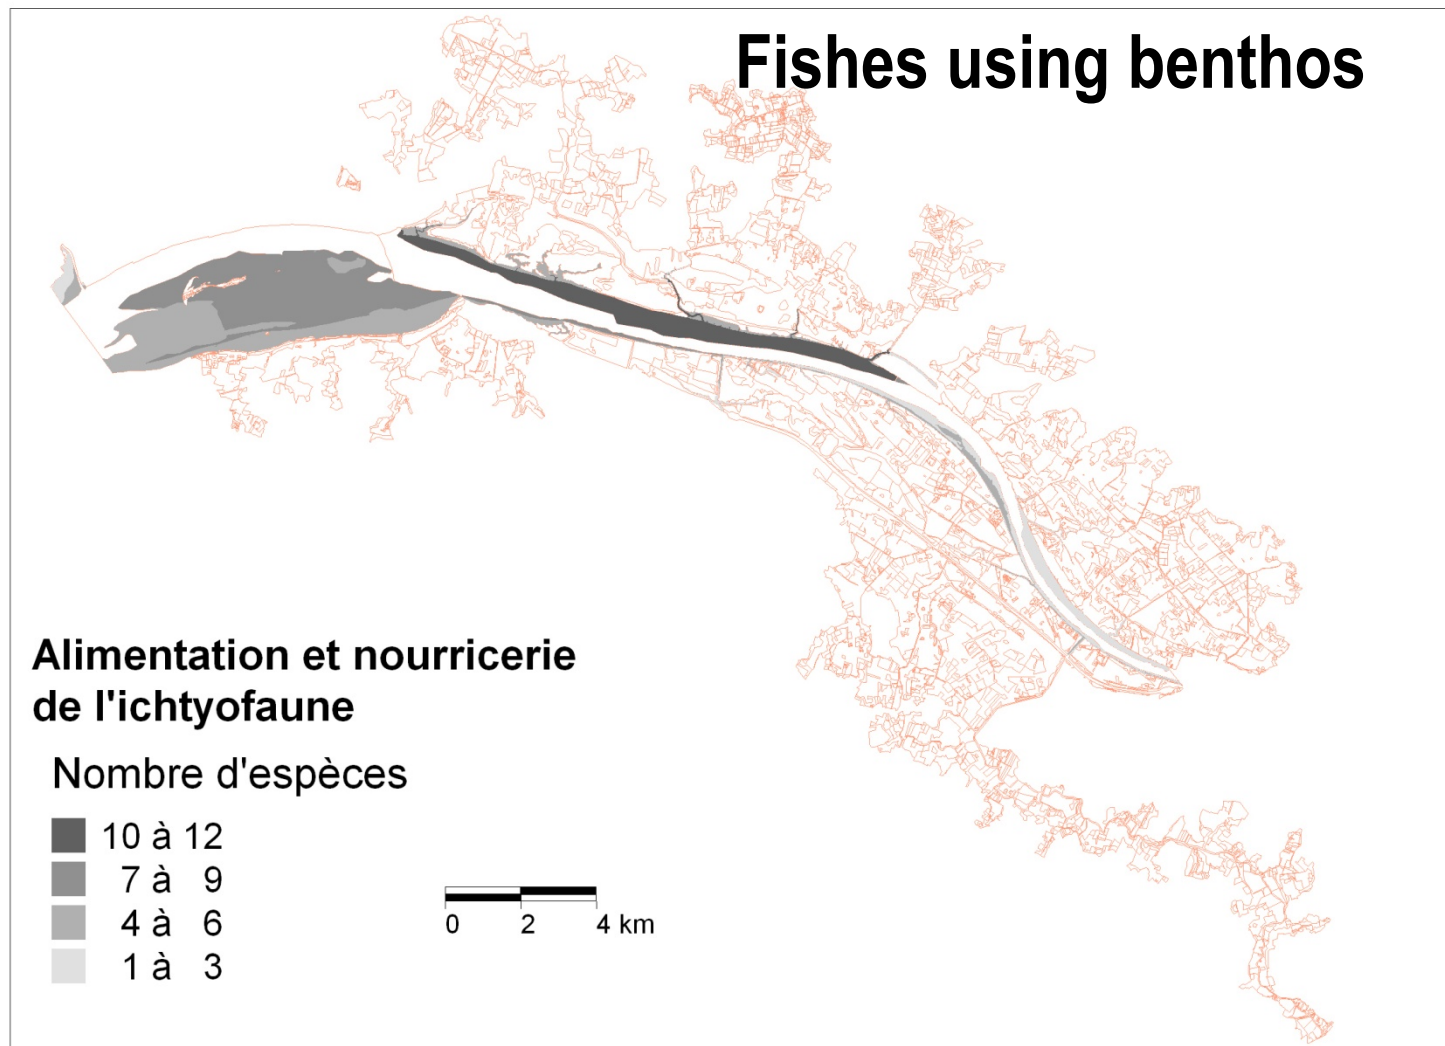 Fishes using benthos
Alimentation et nourricerie
de l'ichtyofaune
Nombre d'espèces
10 à 12
7 à 9
4 à 6
1 à 3
0 2 4 km